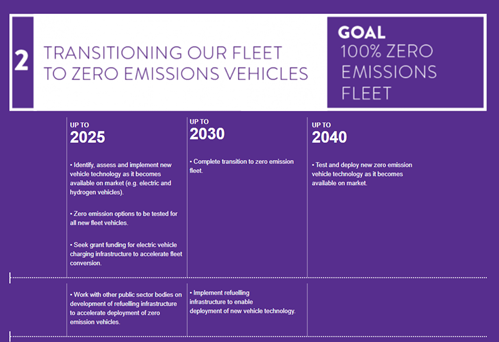 2
TRANSITIONING OUR FLEET
TO ZERO EMISSIONS VEHICLES
GOAL
100% ZERO
EMISSIONS
FLEET
UP TO
2025
• Identify, assess and implement new
vehicle technology as it becomes
available on market (e.g. electric and
hydrogen vehicles).
• Zero emission options to be tested for
all new fleet vehicles.
• Seek grant funding for electric vehicle
charging infrastructure to accelerate fleet
conversion.
UP TO
2030
• Complete transition to zero emission
fleet.
UP TO
2040
• Test and deploy new zero emission
vehicle technology as it becomes
available on market.
• Work with other public sector bodies on
development of refuelling infrastructure
to accelerate deployment of zero
emission vehicles.
• Implement refuelling
infrastructure to enable
deployment of new vehicle technology.